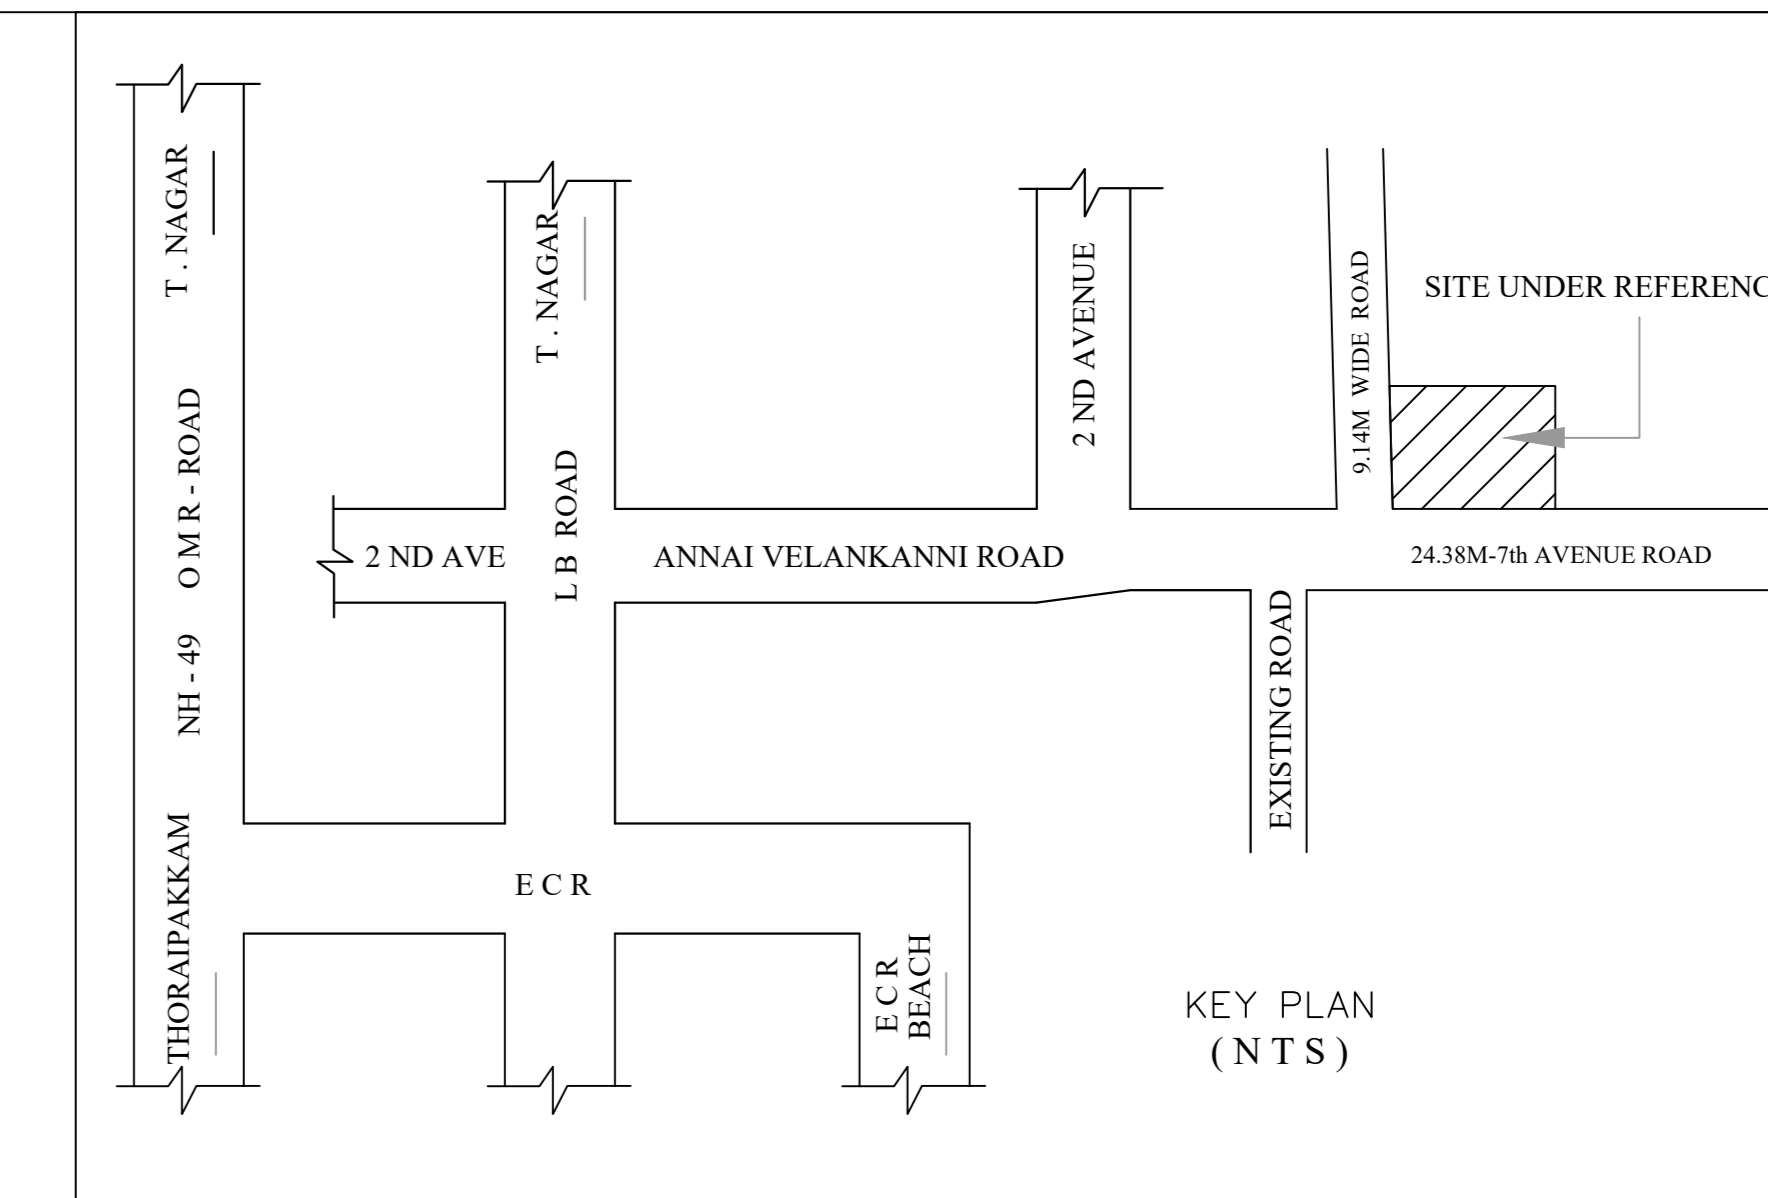 T . NAGAR
O M R - ROAD
NH - 49
THORAIPAKKAM
T . NAGAR
L B ROAD
2 ND AVE
ANNAI VELANKANNI ROAD
2 ND AVENUE
9.14M WIDE ROAD
SITE UNDER REFERENC
24.38M-7th AVENUE ROAD
EXISTING ROAD
E C R
E C R
BEACH
KEY PLAN
( N T S )